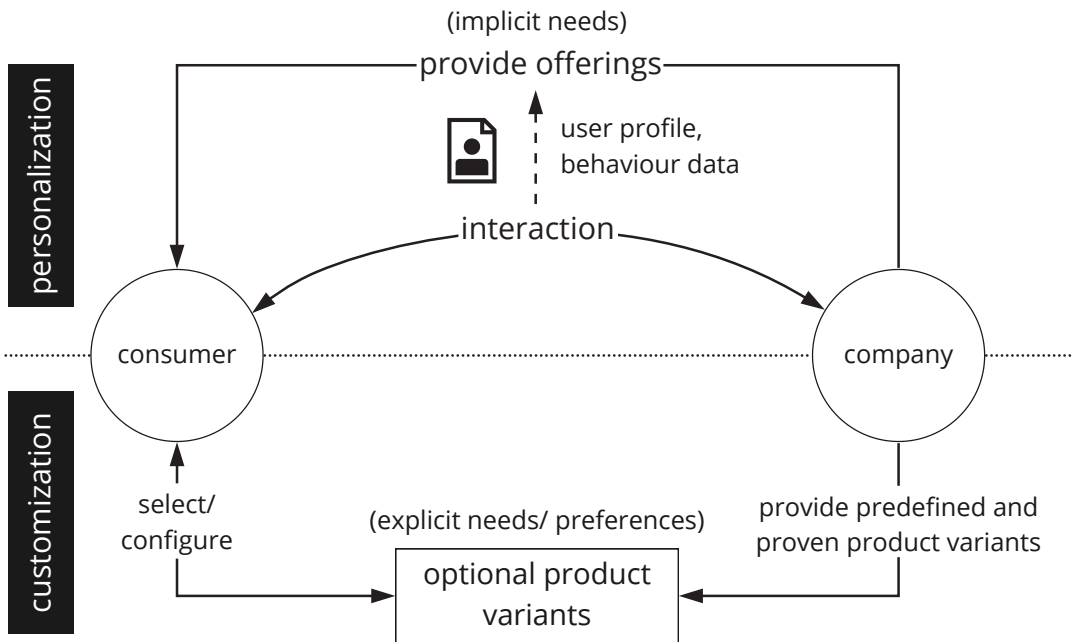 (implicit needs)
provide offerings
personalization
user profile,
behaviour data
interaction
consumer
company
customization
select/
configure
(explicit needs/ preferences)
optional product
variants
provide predefined and
proven product variants